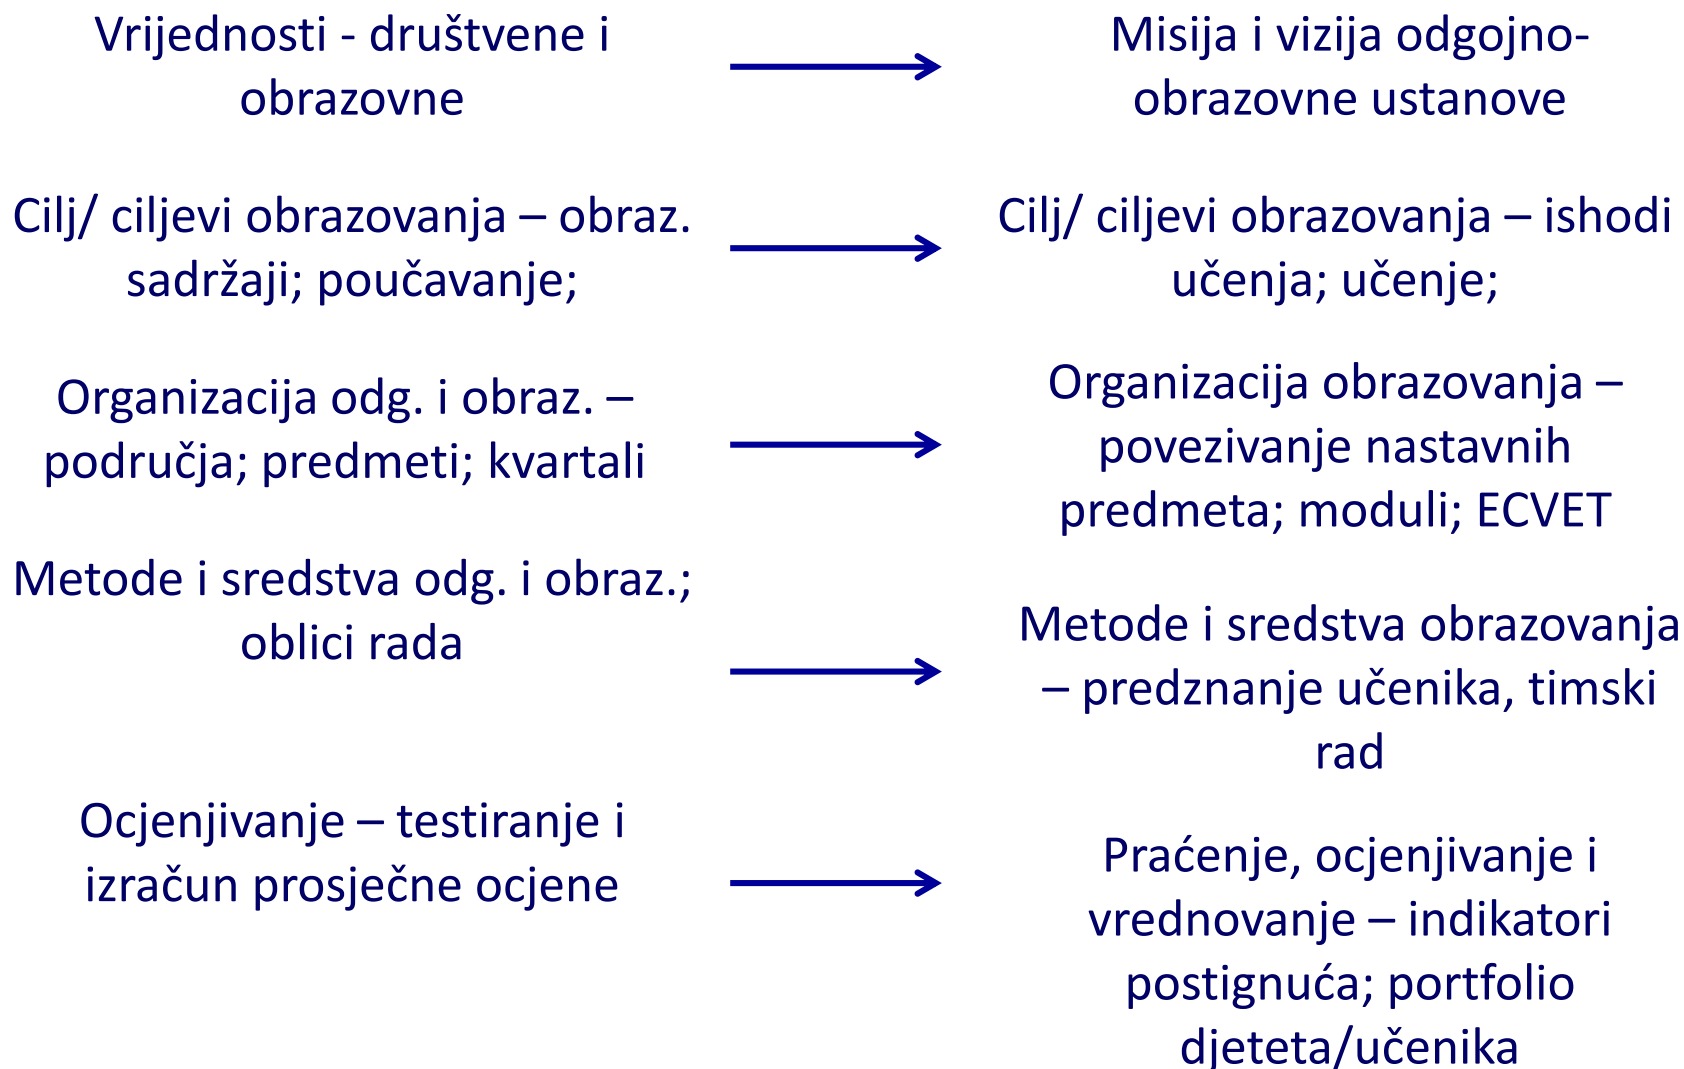 Vrijednosti - društvene i
obrazovne
Misija i vizija odgojno-
obrazovne ustanove
Cilj/ ciljevi obrazovanja – obraz.
sadržaji; poučavanje;
Cilj/ ciljevi obrazovanja – ishodi
učenja; učenje;
Organizacija odg. i obraz. –
područja; predmeti; kvartali
Organizacija obrazovanja –
povezivanje nastavnih
predmeta; moduli; ECVET
Metode i sredstva odg. i obraz.;
oblici rada
Metode i sredstva obrazovanja
– predznanje učenika, timski
rad
Ocjenjivanje – testiranje i
izračun prosječne ocjene
Praćenje, ocjenjivanje i
vrednovanje – indikatori
postignuća; portfolio
djeteta/učenika